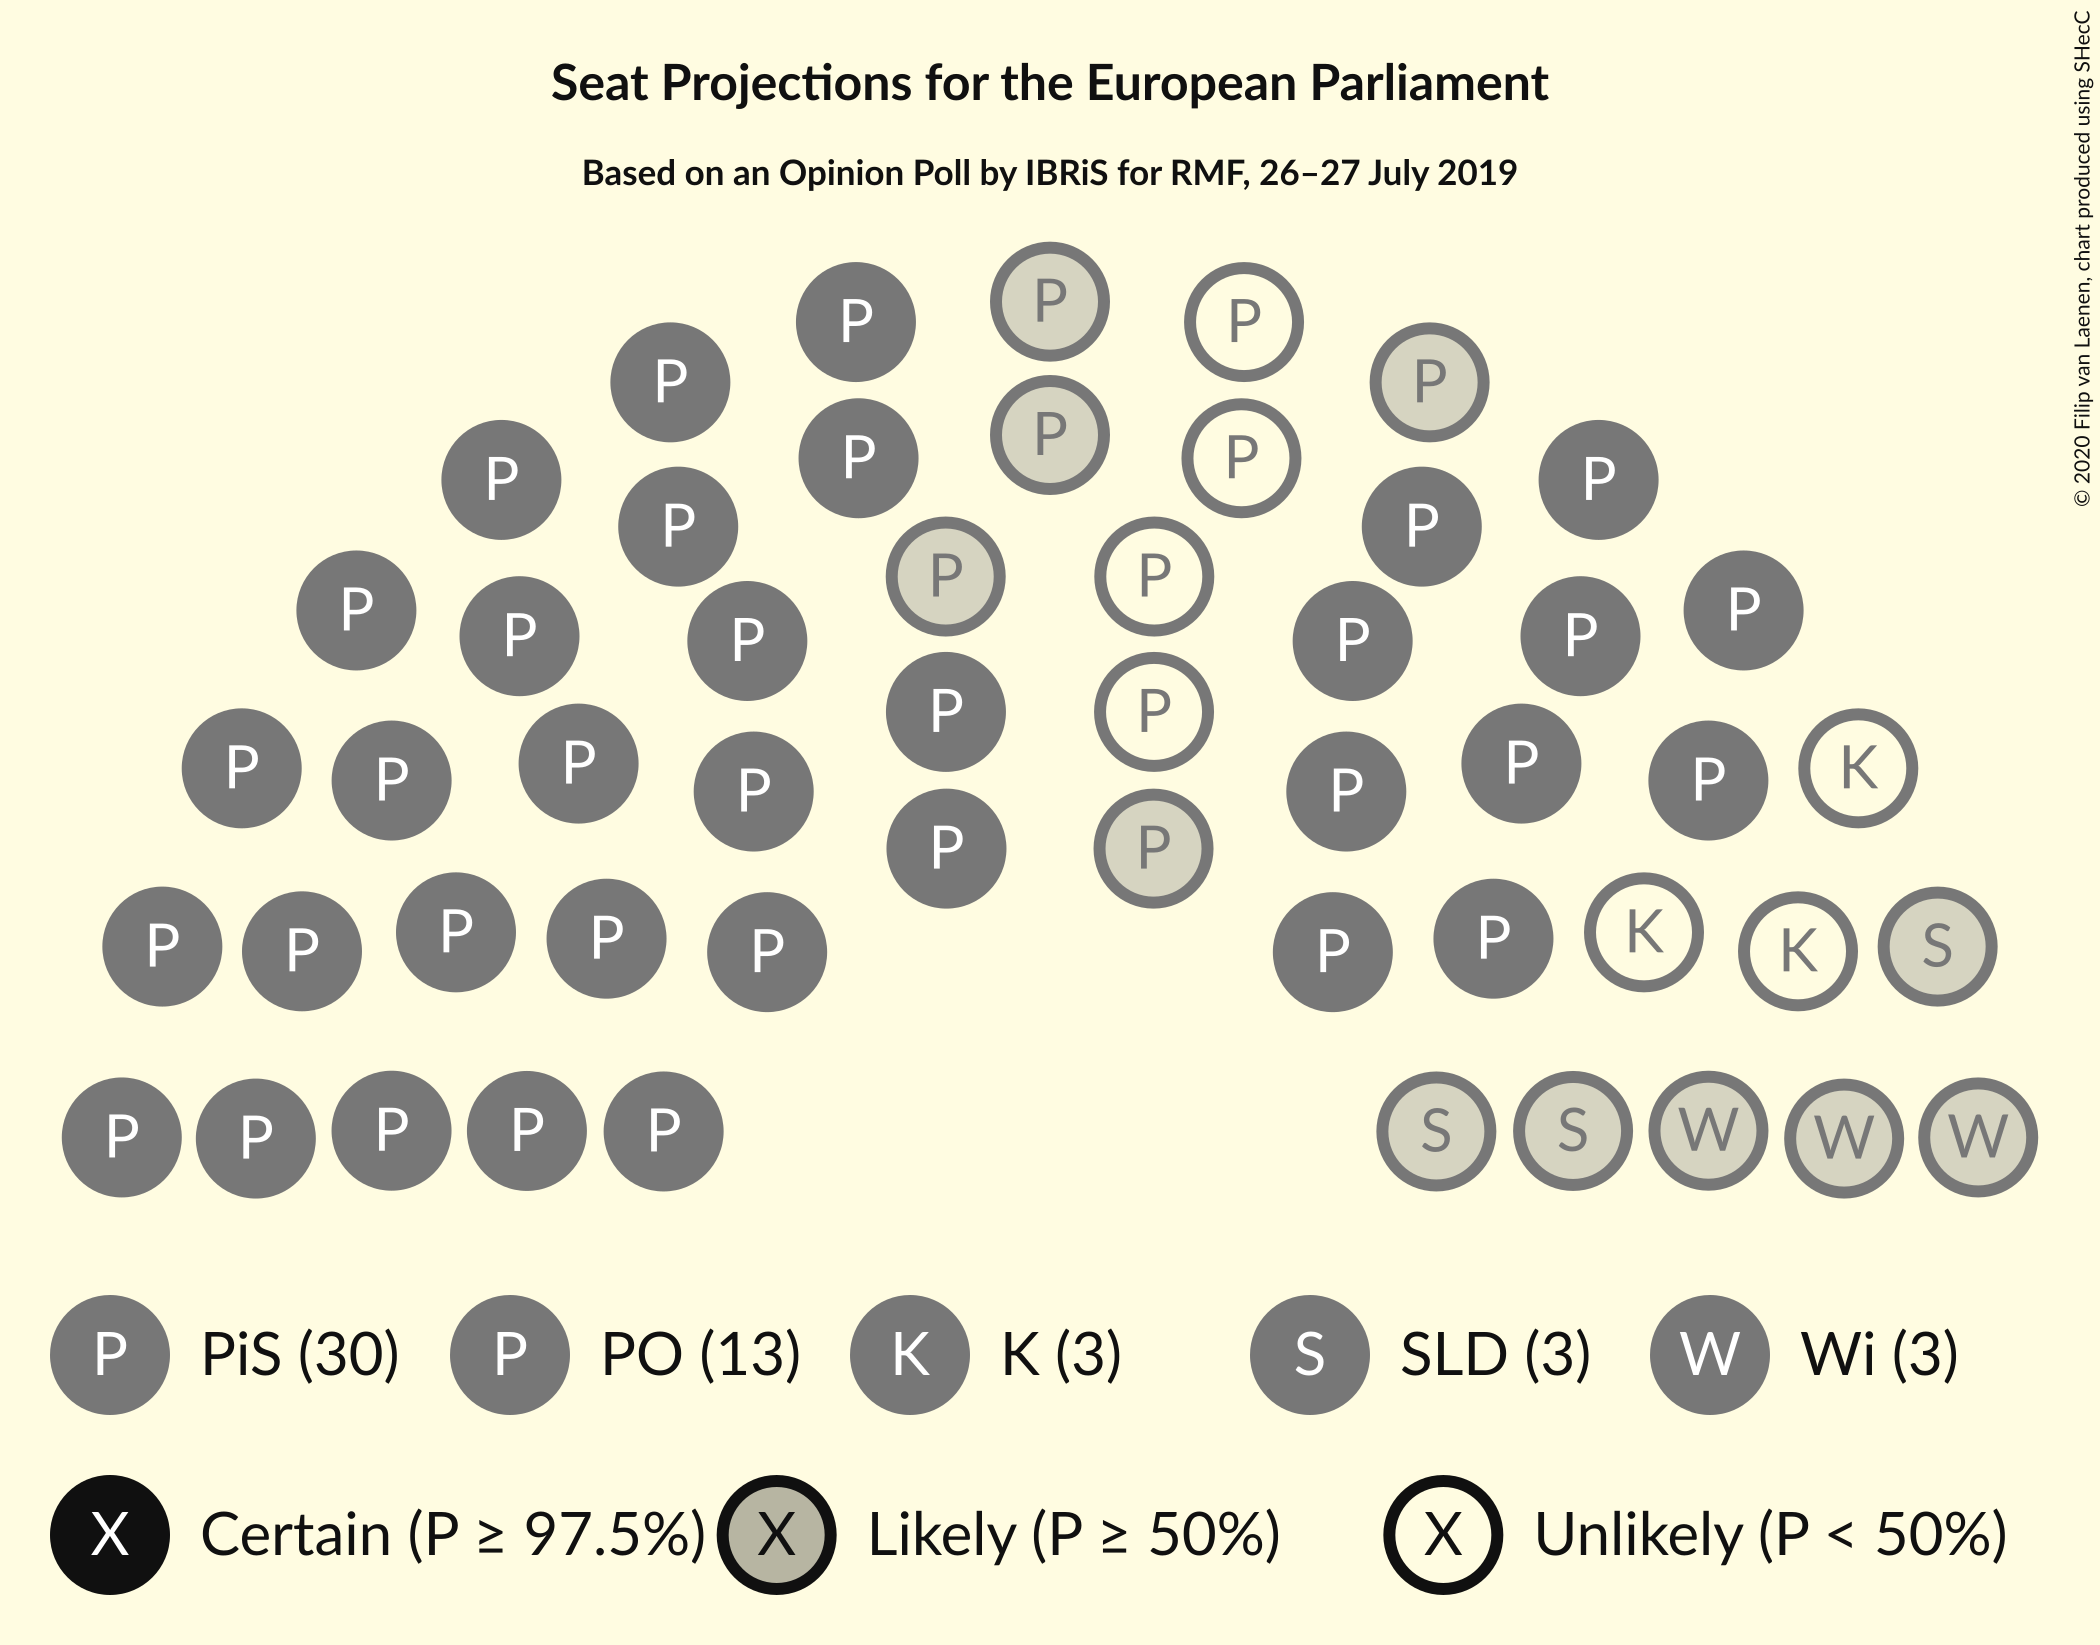 Seat Projections for the European Parliament
Based on an Opinion Poll by IBRiS for RMF, 26–27 July 2019
© 2020 Filip van Laenen, chart produced using SHecC
P
P P
P P
P P
P P
P P
P P
P P
P P P P
P P
P P P P
P P P K
P P P P
P P
P P P K
P P K S
P P P P
P P P P P S S W W W
P PiS (30) P PO (13) K K (3) S SLD (3) W Wi (3)
X Certain (P ≥ 97.5%) X Likely (P ≥ 50%) X Unlikely (P < 50%)